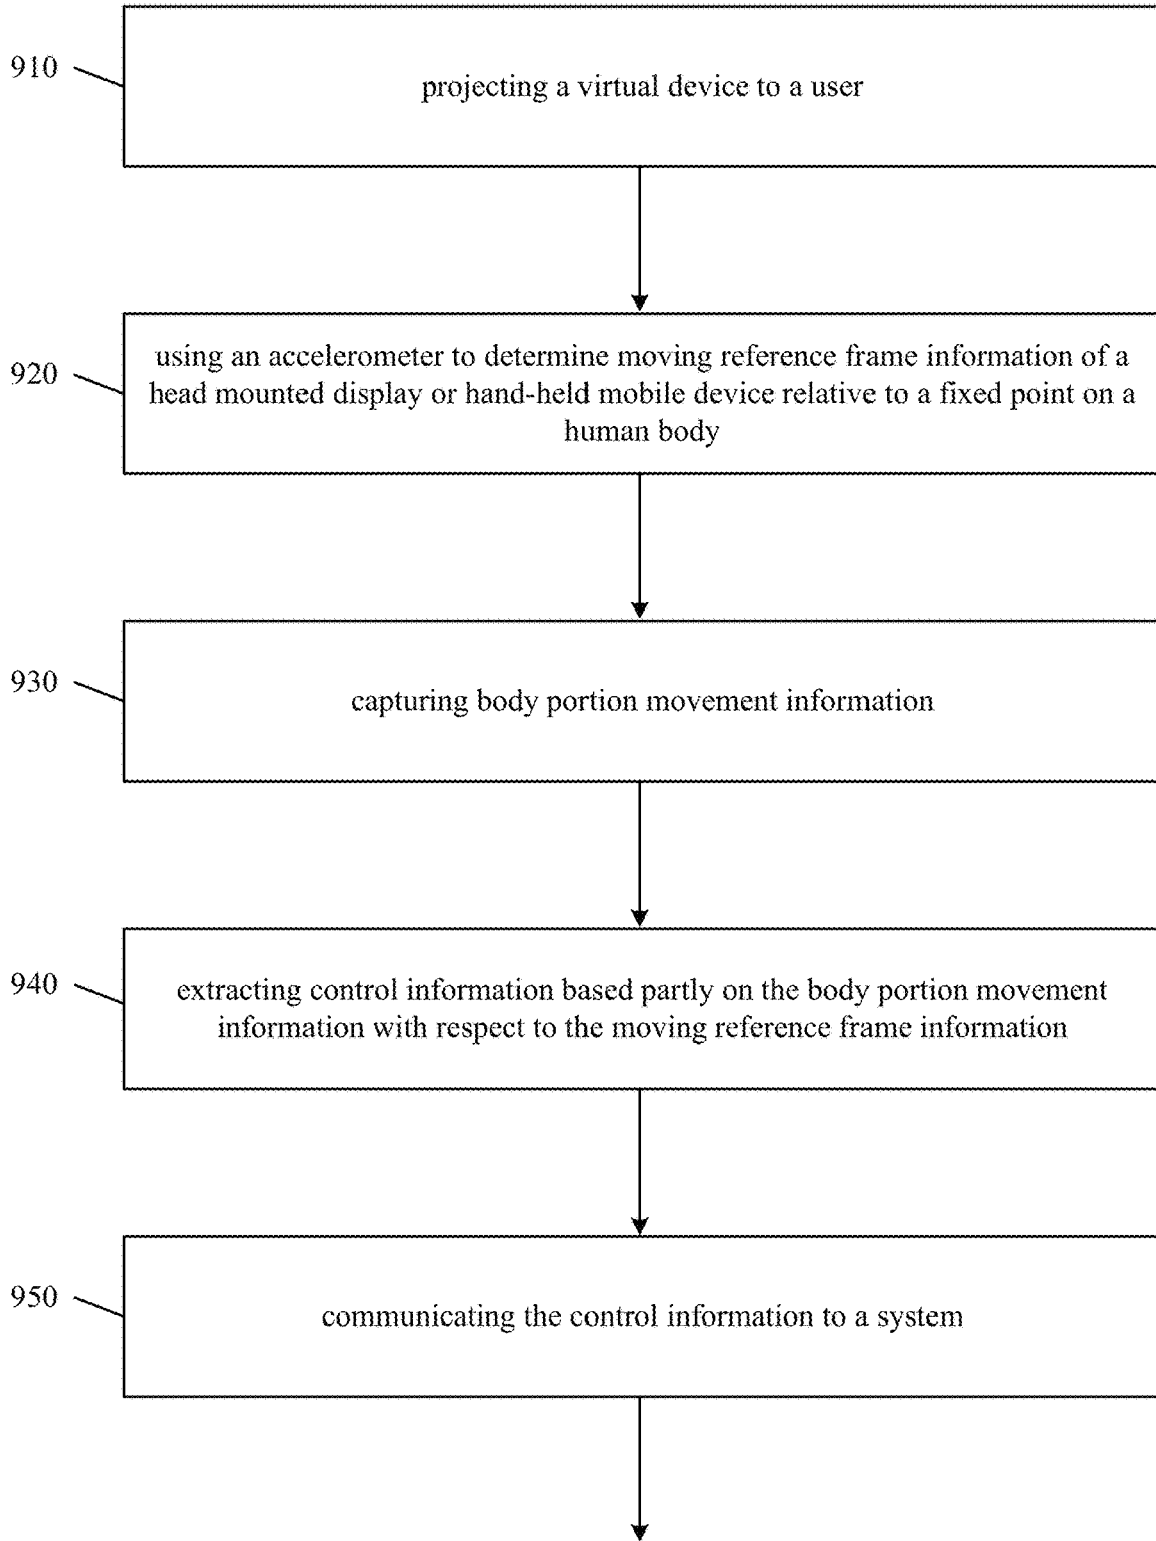 910
projecting a virtual device to a user
920
using an accelerometer to determine moving reference frame information of a
head mounted display or hand-held mobile device relative to a fixed point on a
human body
930
capturing body portion movement information
940
extracting control information based partly on the body portion movement
information with respect to the moving reference frame information
950
communicating the control information to a system